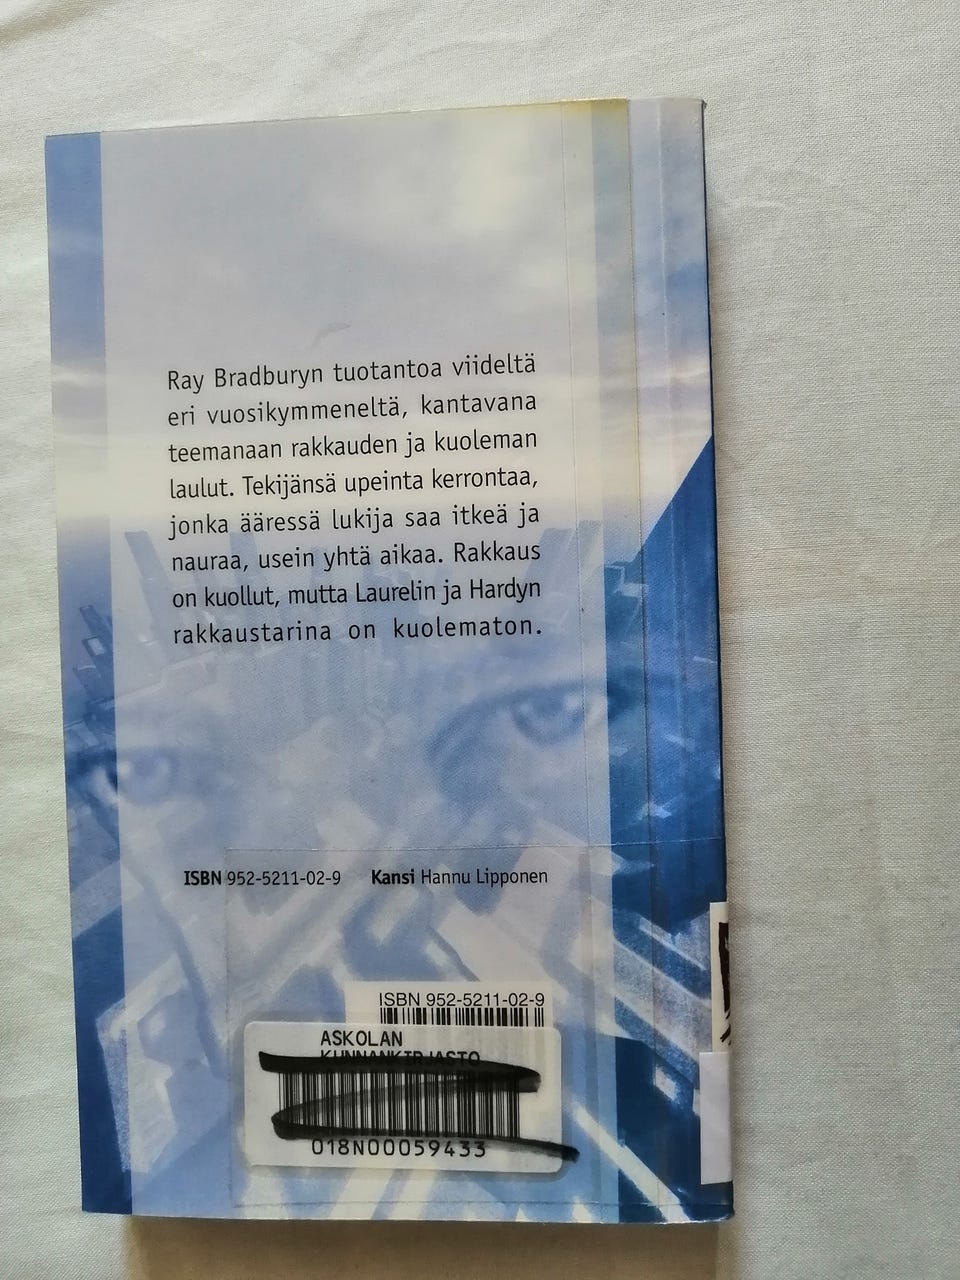 Ray Bradburyn tuotantoa viideltä
eri vuosikymmeneltä, kantavana
teemanaan rakkauden ja kuoleman
laulut. Tekijänsä upeinta kerrontaa,
jonka ääressä lukija saa itkeä ja
nauraa, usein yhtä aikaa. Rakkaus
on kuollut, mutta Laurelin ja Hardyn
rakkaustarina on kuolematon.
ISBN 952-5211-02-9 Kansi Hannu Lipponen
ISBN 952-5211-02-9
ASKOLAN
KUNNANKIRJASTO
018N00059433